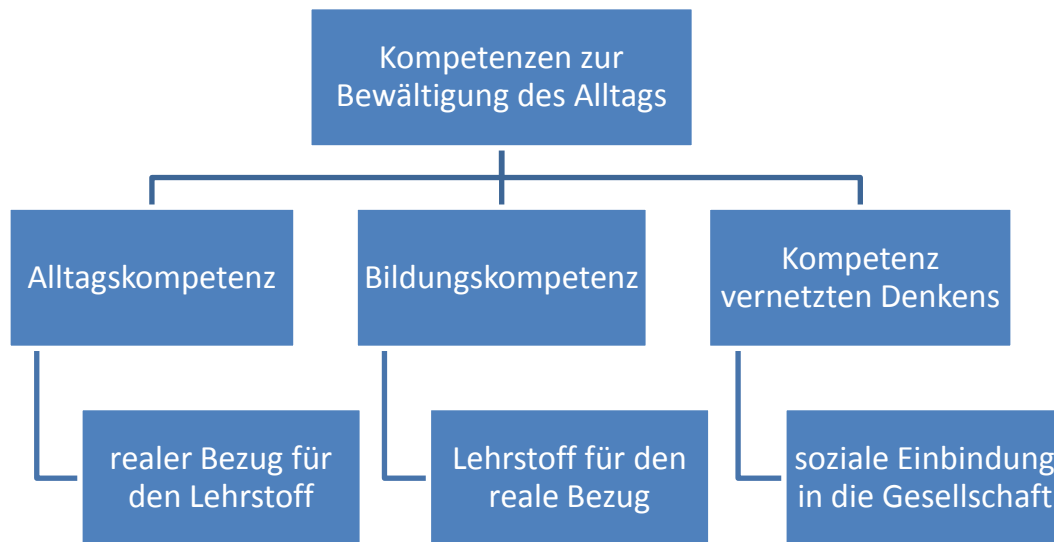 Kompetenzen zur
Bewältigung des Alltags
Alltagskompetenz
Bildungskompetenz
Kompetenz
vernetzten Denkens
realer Bezug für
den Lehrstoff
Lehrstoff für den
reale Bezug
soziale Einbindung
in die Gesellschaft